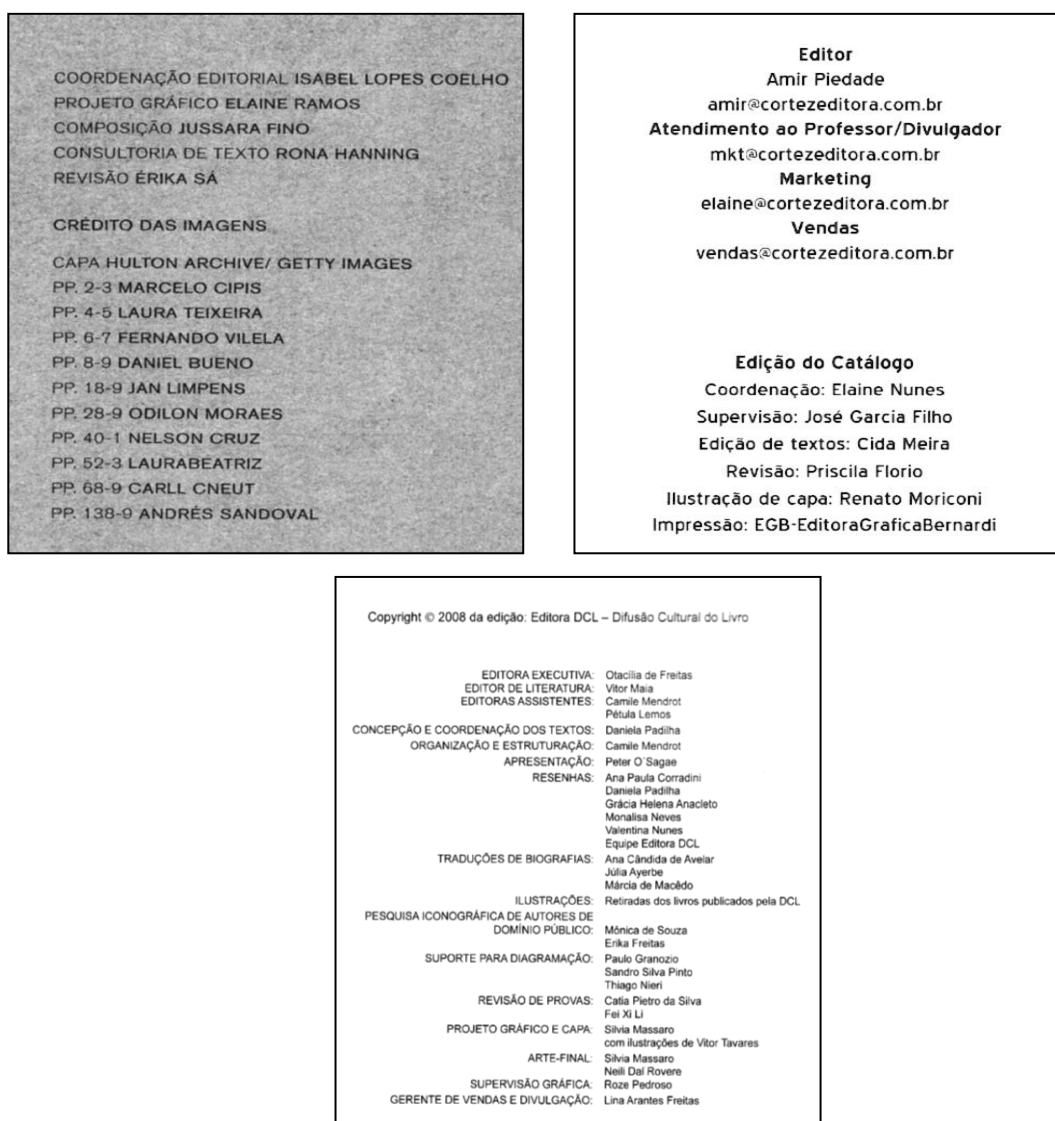 COORDENAÇÃO EDITORIAL ISABEL LOPES COELHO
PROJETO GRÁFICO ELAINE RAMOS
COMPOSIÇÃO JUSSARA FINO
CONSULTORIA DE TEXTO RONA HANNING
REVISÃO ÉRIKA SÁ
CRÉDITO DAS IMAGENS
CAPA HULTON ARCHIVE/ GETTY IMAGES
PP. 2-3 MARCELO CIPIS
PP. 4-5 LAURA TEIXEIRA
PP. 6-7 FERNANDO VILELA
PP. 8-9 DANIEL BUENO
PP. 18-9 JAN LIMPENS
PP. 28-9 ODILON MORAES
PP. 40-1 NELSON CRUZ
PP. 52-3 LAURABEATRIZ
PP. 68-9 CARLL CNEUT
PP. 138-9 ANDRÉS SANDOVAL
Editor
Amir Piedade
amir@cortezeditora.com.br
Atendimento ao Professor/Divulgador
mkt@cortezeditora.com.br
Marketing
elaine@cortezeditora.com.br
Vendas
vendas@cortezeditora.com.br
Edição do Catálogo
Coordenação: Elaine Nunes
Supervisão: José Garcia Filho
Edição de textos: Cida Meira
Revisão: Priscila Florio
Ilustração de capa: Renato Moriconi
Impressão: EGB-EditoraGraficaBernardi
Copyright © 2008 da edição: Editora DCL – Difusão Cultural do Livro
EDITORA EXECUTIVA: Otacília de Freitas
EDITOR DE LITERATURA: Vitor Maia
EDITORAS ASSISTENTES: Camile Mendrot
Pétula Lemos
CONCEPÇÃO E COORDENAÇÃO DOS TEXTOS: Daniela Padilha
ORGANIZAÇÃO E ESTRUTURAÇÃO: Camile Mendrot
APRESENTAÇÃO: Peter O´Sagae
RESENHAS: Ana Paula Corradini
Daniela Padilha
Grácia Helena Anacleto
Monalisa Neves
Valentina Nunes
Equipe Editora DCL
TRADUÇÕES DE BIOGRAFIAS: Ana Cândida de Avelar
Júlia Ayerbe
Márcia de Macêdo
ILUSTRAÇÕES: Retiradas dos livros publicados pela DCL
PESQUISA ICONOGRÁFICA DE AUTORES DE
DOMÍNIO PÚBLICO: Mônica de Souza
Erika Freitas
SUPORTE PARA DIAGRAMAÇÃO: Paulo Granozio
Sandro Silva Pinto
Thiago Nieri
REVISÃO DE PROVAS: Catia Pietro da Silva
Fei Xi Li
PROJETO GRÁFICO E CAPA: Silvia Massaro
com ilustrações de Vitor Tavares
ARTE-FINAL: Silvia Massaro
Neili Dal Rovere
SUPERVISÃO GRÁFICA: Roze Pedroso
GERENTE DE VENDAS E DIVULGAÇÃO: Lina Arantes Freitas